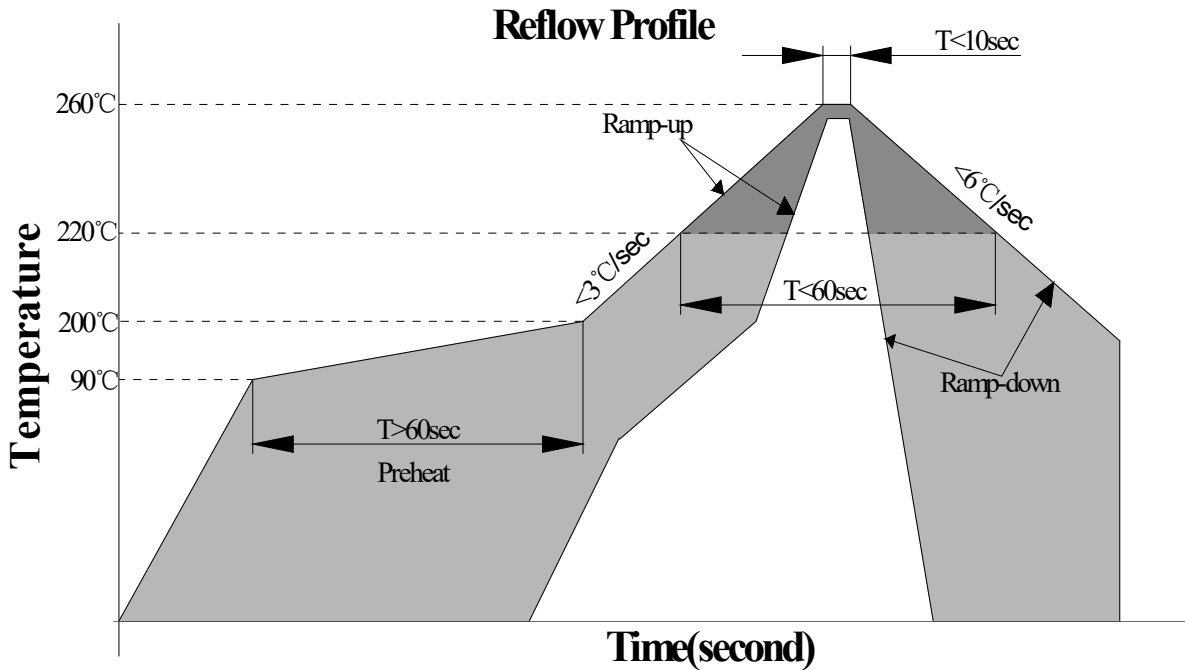 Reflow Profile
T<10sec
260℃
Ramp-up
<6℃/sec
220℃
<3℃/sec
T<60sec
200℃
90℃
Ramp-down
T>60sec
Preheat
Temperature
Time(second)